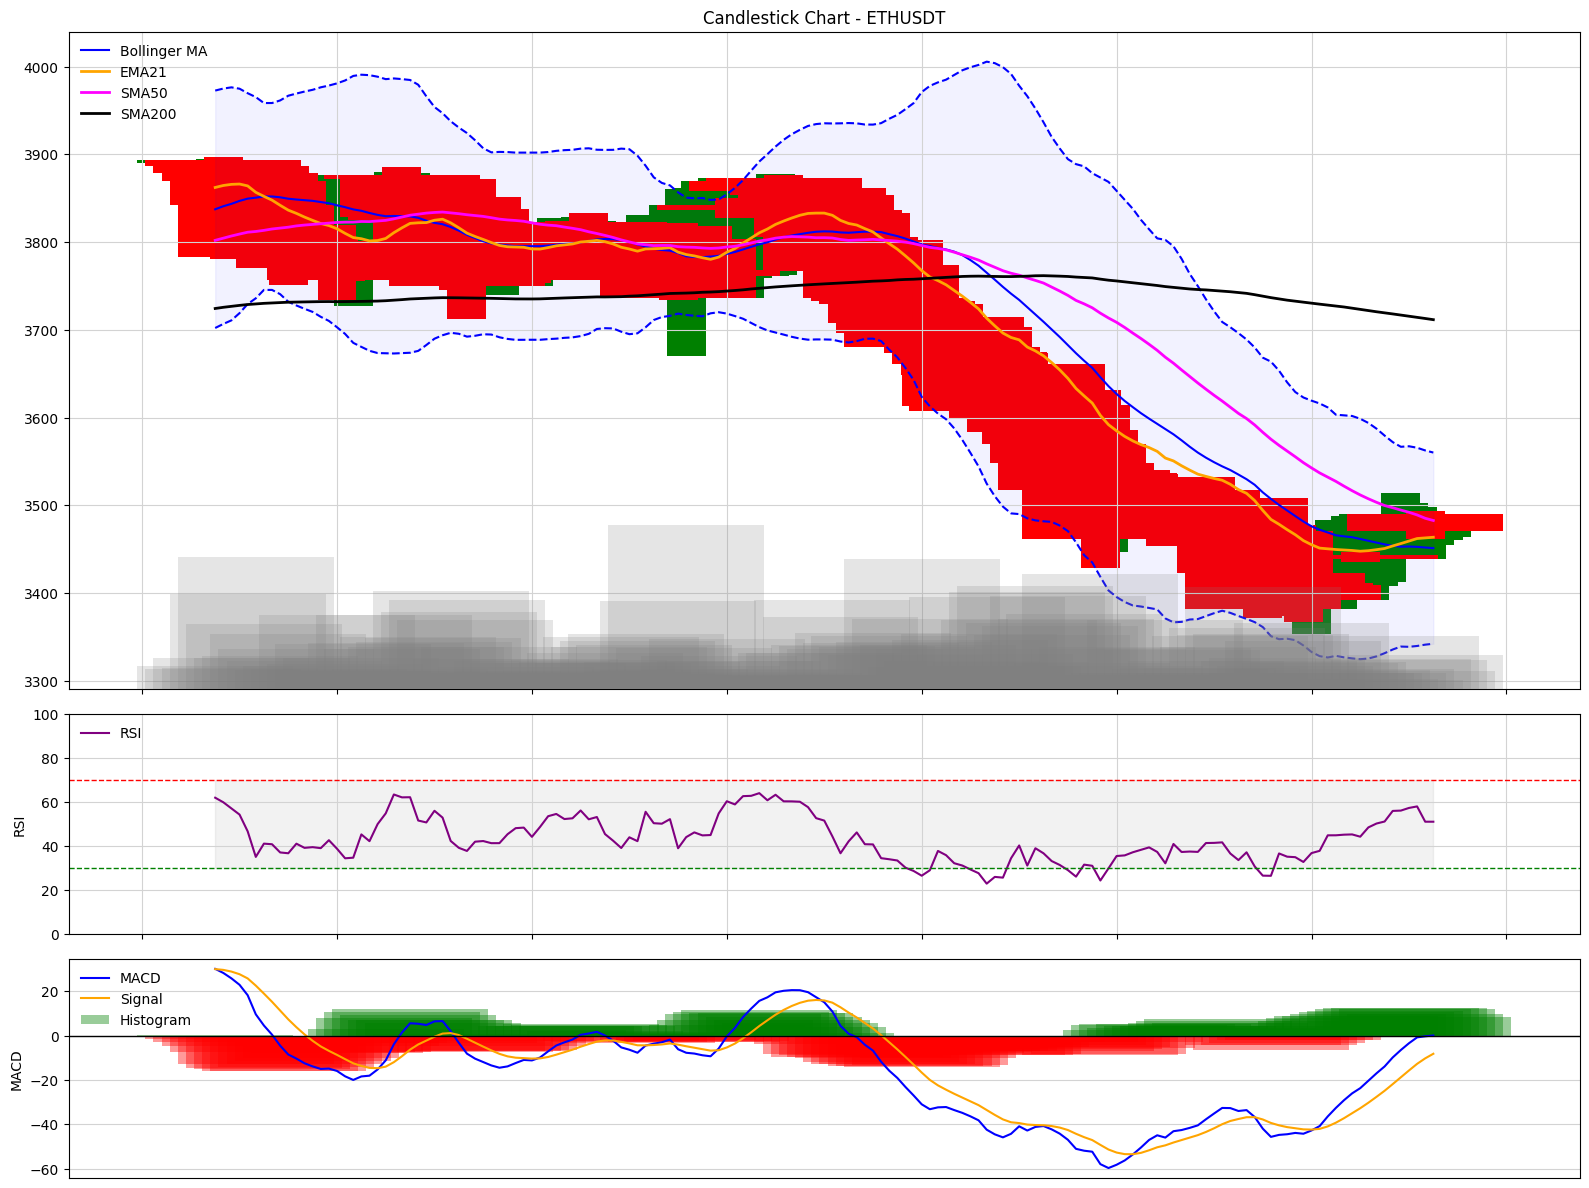 Candlestick Chart - ETHUSDT
Bollinger MA
EMA21
SMA50
SMA200
4000
3900
3800
3700
3600
3500
3400
3300
RSI
RSI
100
80
60
40
20
0
MACD
Signal
Histogram
MACD
20
0
−20
−40
−60